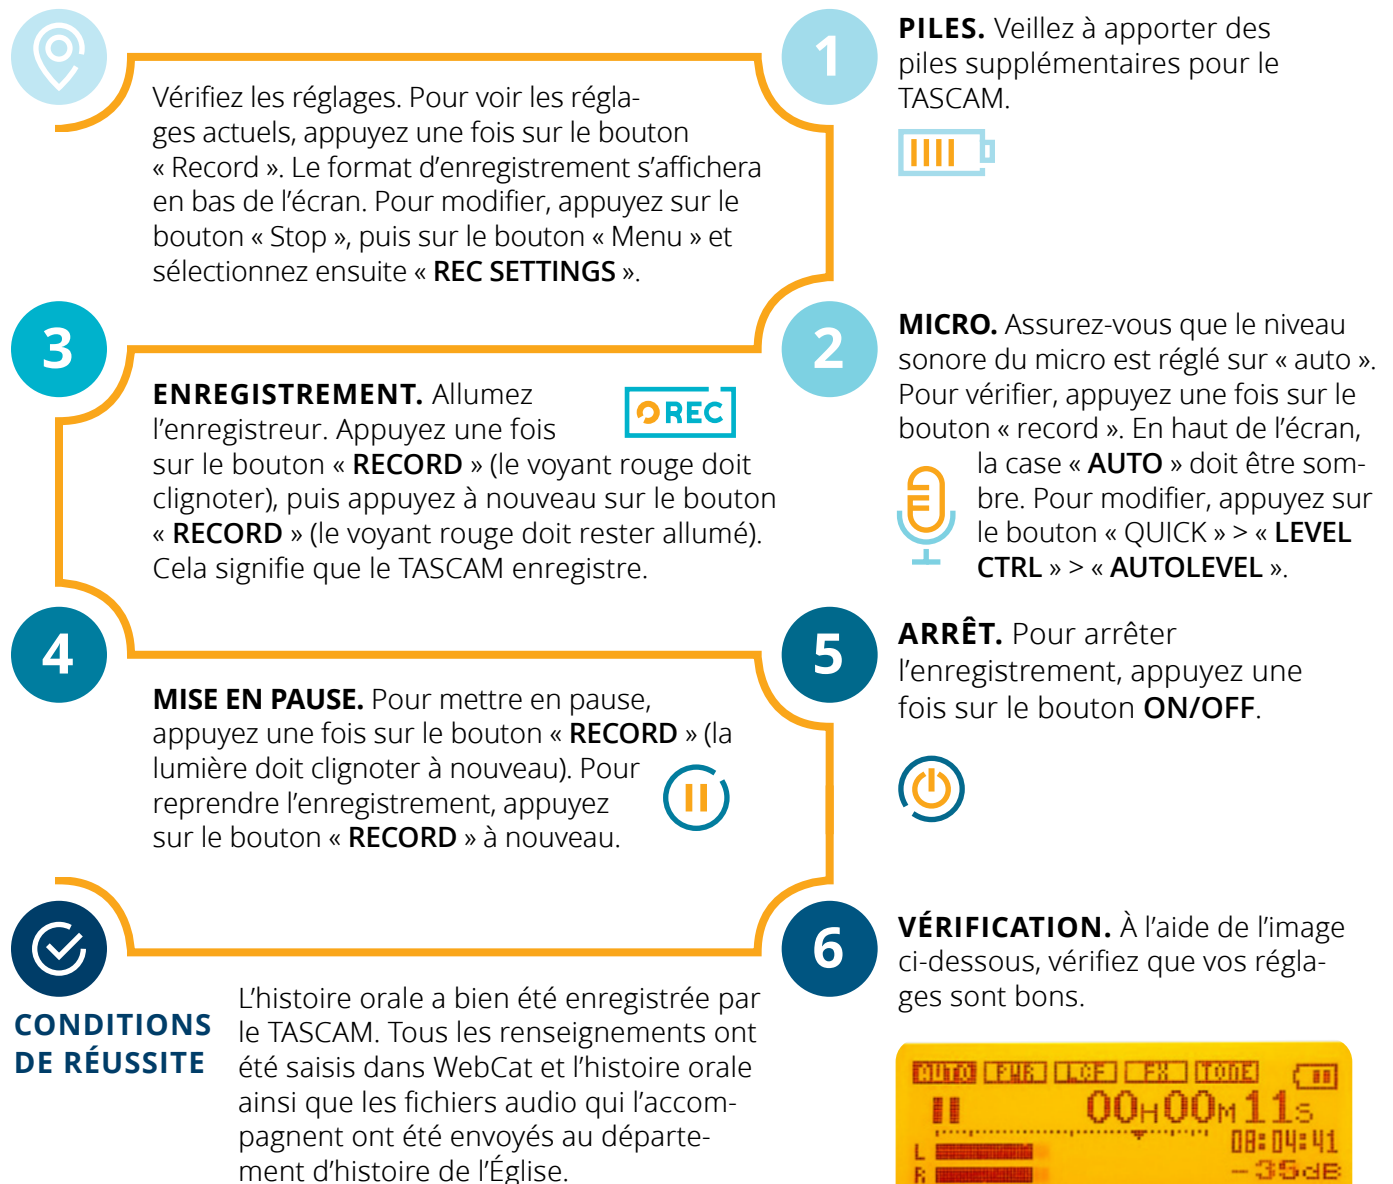 Vérifiez les réglages. Pour voir les régla-
ges actuels, appuyez une fois sur le bouton
« Record ». Le format d’enregistrement s’affichera
en bas de l’écran. Pour modifier, appuyez sur le
bouton « Stop », puis sur le bouton « Menu » et
sélectionnez ensuite « REC SETTINGS ».
1
PILES. Veillez à apporter des
piles supplémentaires pour le
TASCAM.
2
MICRO. Assurez-vous que le niveau
sonore du micro est réglé sur « auto ».
Pour vérifier, appuyez une fois sur le
bouton « record ». En haut de l’écran,
la case « AUTO » doit être som-
bre. Pour modifier, appuyez sur
le bouton « QUICK » > « LEVEL
CTRL » > « AUTOLEVEL ».
3
ENREGISTREMENT. Allumez
l’enregistreur. Appuyez une fois
sur le bouton « RECORD » (le voyant rouge doit
clignoter), puis appuyez à nouveau sur le bouton
« RECORD » (le voyant rouge doit rester allumé).
Cela signifie que le TASCAM enregistre.
REC
4
MISE EN PAUSE. Pour mettre en pause,
appuyez une fois sur le bouton « RECORD » (la
lumière doit clignoter à nouveau). Pour
reprendre l’enregistrement, appuyez
sur le bouton « RECORD » à nouveau.
5
ARRÊT. Pour arrêter
l’enregistrement, appuyez une
fois sur le bouton ON/OFF.
6
VÉRIFICATION. À l’aide de l’image
ci-dessous, vérifiez que vos régla-
ges sont bons.
AUTO PWR LCF FX TONE
00H00M11S
08:04:41
L
-35dB
R
CONDITIONS
DE RÉUSSITE
L’histoire orale a bien été enregistrée par
le TASCAM. Tous les renseignements ont
été saisis dans WebCat et l’histoire orale
ainsi que les fichiers audio qui l’accom-
pagnent ont été envoyés au départe-
ment d’histoire de l’Église.